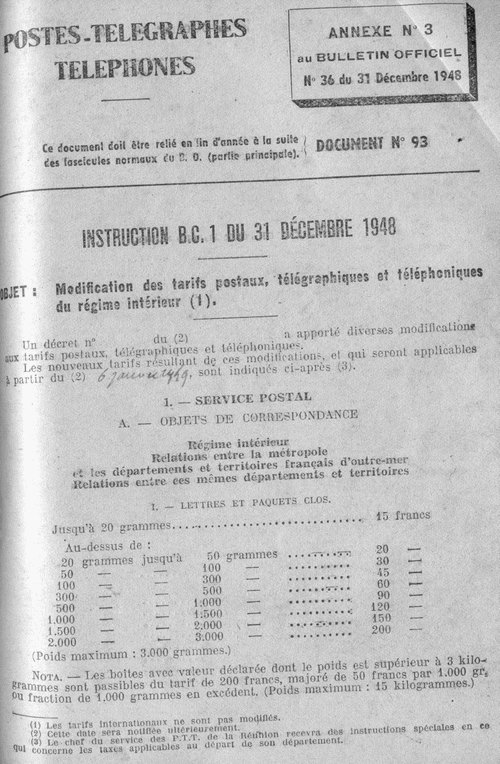 POSTES-TELEGRAPHES
TELEPHONES
ANNEXE N° 3
au BULLETIN OFFICIEL
N° 36 du 31 Décembre 1948
Ce document doit être relié en fin d'année à la suite
des fascicules normaux du B. O. (partie principale).
DOCUMENT N° 93
INSTRUCTION B.C. 1 DU 31 DÉCEMBRE 1948
OBJET : Modification des tarifs postaux, télégraphiques et téléphoniques
du régime intérieur (1).
Un décret n° du (2) a apporté diverses modifications
aux tarifs postaux, télégraphiques et téléphoniques.
Les nouveaux tarifs résultant de ces modifications, et qui seront applicables
à partir du (2) 6 janvier 1949, sont indiqués ci-après (3).
I. — SERVICE POSTAL
A. — OBJETS DE CORRESPONDANCE
Régime intérieur
Relations entre la métropole
et les départements et territoires français d'outre-mer
Relations entre ces mêmes départements et territoires
I. — LETTRES ET PAQUETS CLOS.
Jusqu'à 20 grammes.................................... 15 francs
Au-dessus de :
20 grammes jusqu'à 50 grammes ............ 20 —
50 — — 100 — ............ 30 —
100 — — 300 — ............ 45 —
300 — — 500 — ............ 60 —
500 — — 1.000 — ............ 90 —
1.000 — — 1.500 — ............ 120 —
1.500 — — 2.000 — ............ 150 —
2.000 — — 3.000 — ............ 200 —
(Poids maximum : 3.000 grammes.)
NOTA. — Les boîtes avec valeur déclarée dont le poids est supérieur à 3 kilo-
grammes sont passibles du tarif de 200 francs, majoré de 50 francs par 1.000 gr.
ou fraction de 1.000 grammes en excédent. (Poids maximum : 15 kilogrammes.)
(1) Les tarifs internationaux ne sont pas modifiés.
(2) Cette date sera notifiée ultérieurement.
(3) Le chef du service des P.T.T. de la Réunion recevra des instructions spéciales en ce
qui concerne les taxes applicables au départ de son département.